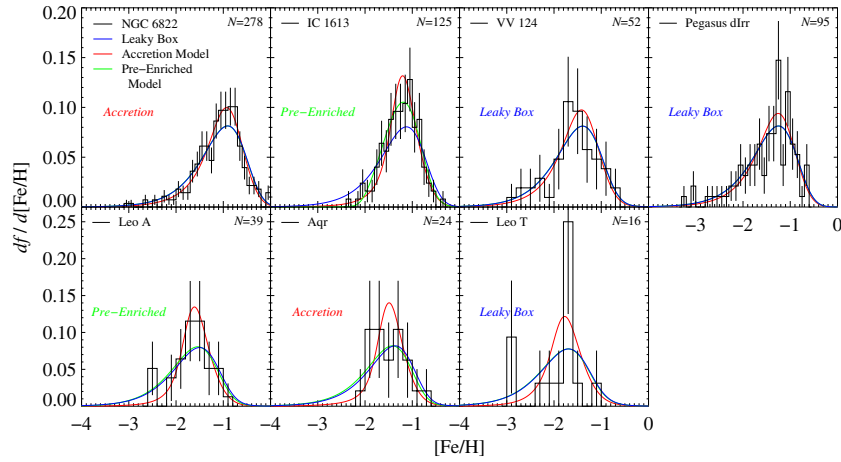 NGC 6822 N=278
Leaky Box
Accretion Model
Pre−Enriched
Model
Accretion
IC 1613 N=125
Pre−Enriched
VV 124 N=52
Leaky Box
Pegasus dIrr N=95
Leaky Box
0.20
0.15
0.10
0.05
0.00
−3 −2 −1 0
Leo A N=39
Pre−Enriched
Aqr N=24
Accretion
Leo T N=16
Leaky Box
0.25
0.20
0.15
0.10
0.05
0.00
−4 −3 −2 −1 −4 −3 −2 −1 −4 −3 −2 −1 0
df / d[Fe/H]
[Fe/H]